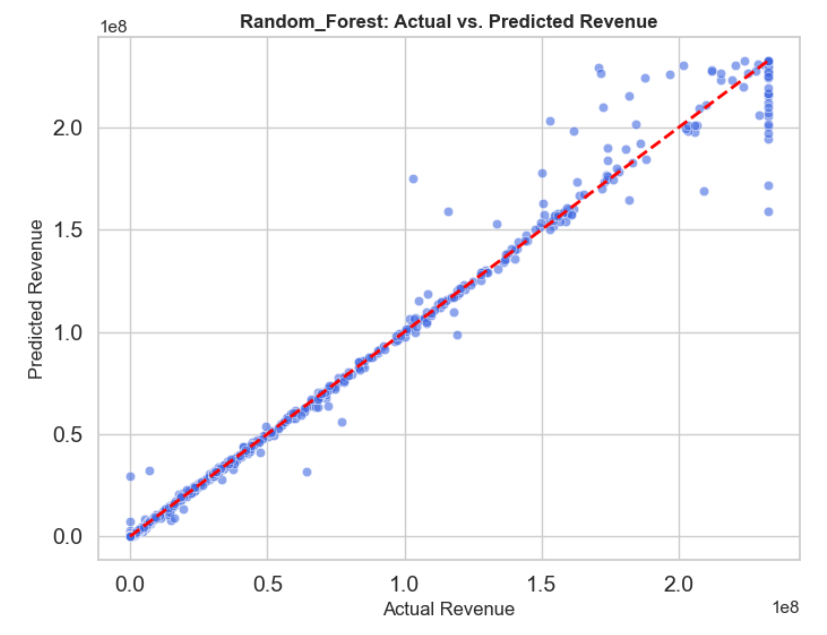 Random_Forest: Actual vs. Predicted Revenue
1e8
2.0
1.5
1.0
0.5
0.0
Predicted Revenue
0.0 0.5 1.0 1.5 2.0
1e8
Actual Revenue